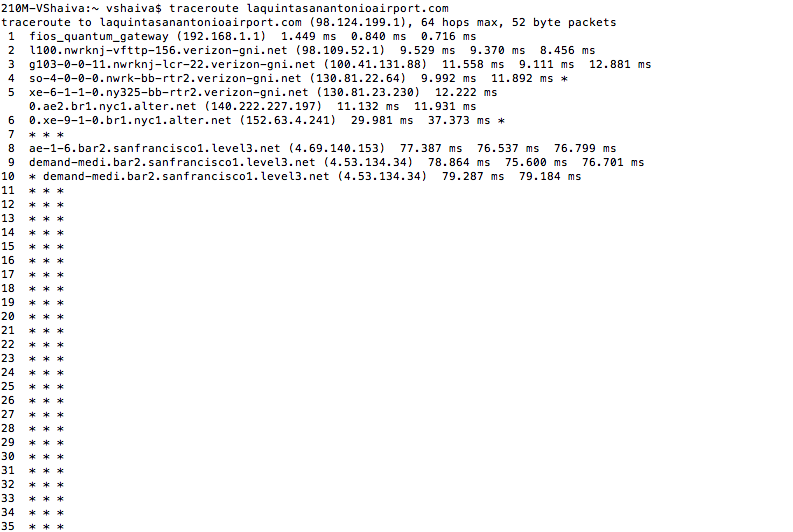 210M-VShaiva:~ vshaiva$ traceroute laquintasanantonioairport.com
traceroute to laquintasanantonioairport.com (98.124.199.1), 64 hops max, 52 byte packets
1 fios_quantum_gateway (192.168.1.1) 1.449 ms 0.840 ms 0.716 ms
2 l100.nwrknj-vfttp-156.verizon-gni.net (98.109.52.1) 9.529 ms 9.370 ms 8.456 ms
3 g103-0-0-11.nwrknj-lcr-22.verizon-gni.net (100.41.131.88) 11.558 ms 9.111 ms 12.881 ms
4 so-4-0-0-0.nwrk-bb-rtr2.verizon-gni.net (130.81.22.64) 9.992 ms 11.892 ms *
5 xe-6-1-1-0.ny325-bb-rtr2.verizon-gni.net (130.81.23.230) 12.222 ms
0.ae2.br1.nyc1.alter.net (140.222.227.197) 11.132 ms 11.931 ms
6 0.xe-9-1-0.br1.nyc1.alter.net (152.63.4.241) 29.981 ms 37.373 ms *
7 * * *
8 ae-1-6.bar2.sanfrancisco1.level3.net (4.69.140.153) 77.387 ms 76.537 ms 76.799 ms
9 demand-medi.bar2.sanfrancisco1.level3.net (4.53.134.34) 78.864 ms 75.600 ms 76.701 ms
10 * demand-medi.bar2.sanfrancisco1.level3.net (4.53.134.34) 79.287 ms 79.184 ms
11 * * *
12 * * *
13 * * *
14 * * *
15 * * *
16 * * *
17 * * *
18 * * *
19 * * *
20 * * *
21 * * *
22 * * *
23 * * *
24 * * *
25 * * *
26 * * *
27 * * *
28 * * *
29 * * *
30 * * *
31 * * *
32 * * *
33 * * *
34 * * *
35 * * *